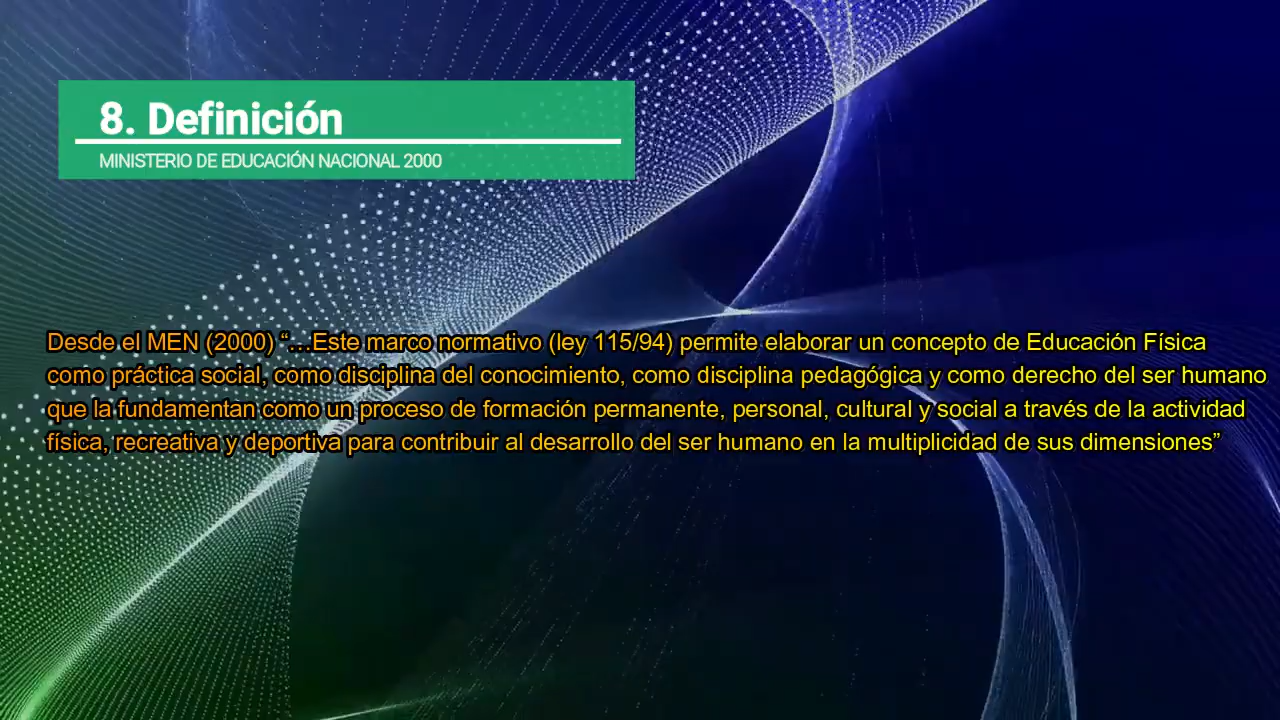 8. Definición
MINISTERIO DE EDUCACIÓN NACIONAL 2000
Desde el MEN (2000) “…Este marco normativo (ley 115/94) permite elaborar un concepto de Educación Física
como práctica social, como disciplina del conocimiento, como disciplina pedagógica y como derecho del ser humano
que la fundamentan como un proceso de formación permanente, personal, cultural y social a través de la actividad
física, recreativa y deportiva para contribuir al desarrollo del ser humano en la multiplicidad de sus dimensiones”